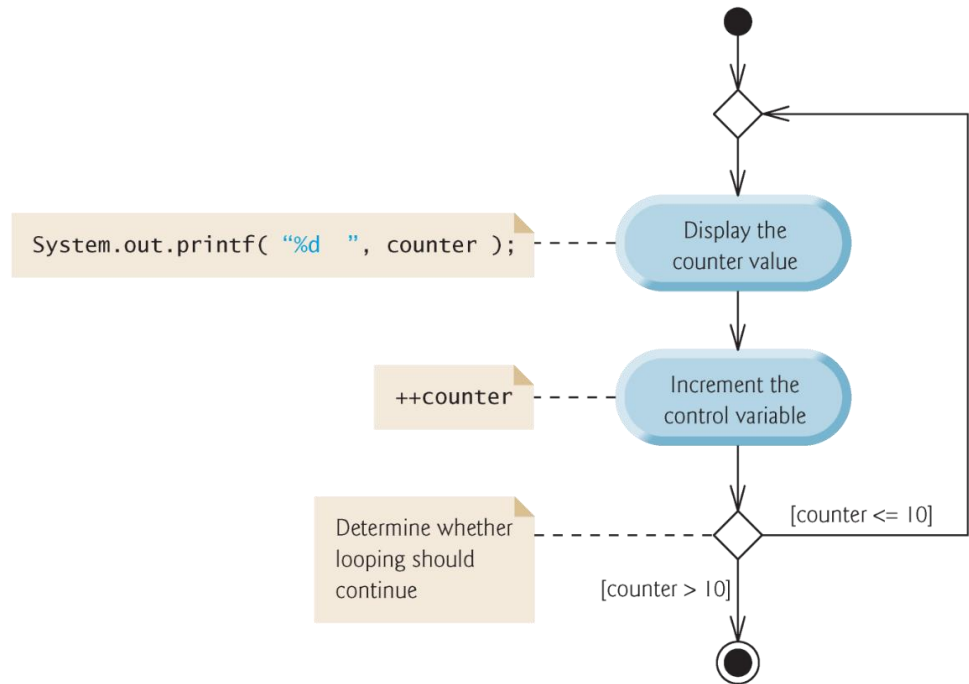 Display the
counter value
System.out.printf( “%d  ”, counter );
Increment the
control variable
++counter
Determine whether
looping should
continue
[counter <= 10]
[counter > 10]